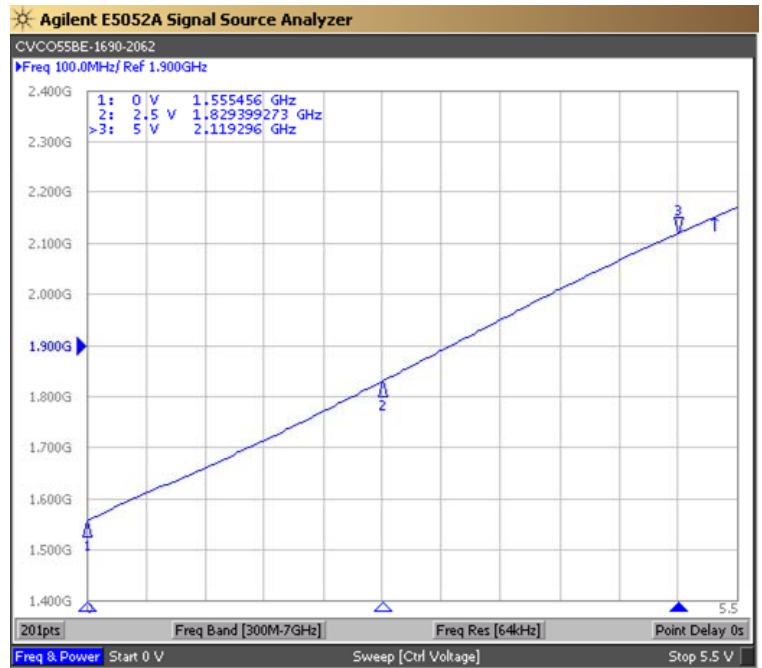 Agilent E5052A Signal Source Analyzer
CVCO55BE-1690-2062
▶Freq 100.0MHz/ Ref 1.900GHz
2.400G
1: 0 V 1.555456 GHz
2: 2.5 V 1.829399273 GHz
>3: 5 V 2.119296 GHz
2.300G
2.200G
3
2.100G
2.000G
1.900G
1.800G
2
1.700G
1.600G
1
1.500G
1.400G
5.5
201pts Freq Band [300M-7GHz] Freq Res [64kHz] Point Delay 0s
Freq & Power Start 0 V Sweep [Ctrl Voltage] Stop 5.5 V